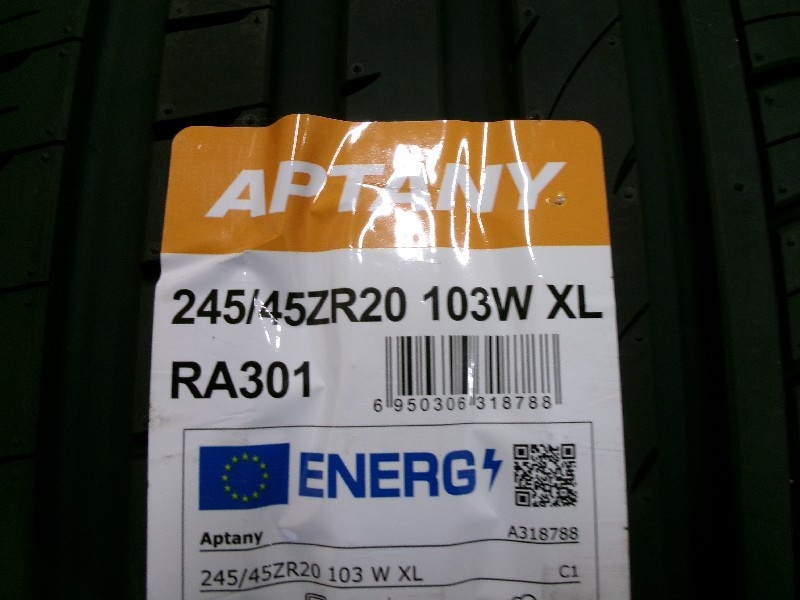 APTANY
245/45ZR20 103W XL
RA301
6 950306 318788
ENERG
Aptany A318788
245/45ZR20 103 W XL C1